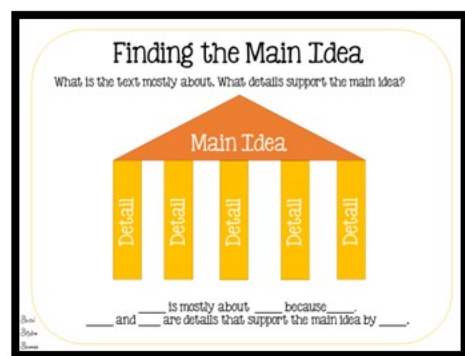 Finding the Main Idea
What is the text mostly about. What details support the main idea?
Main Idea
Detail
Detail
Detail
Detail
Detail
____ is mostly about ____ because____.
____ and ___ are details that support the main idea by ____.